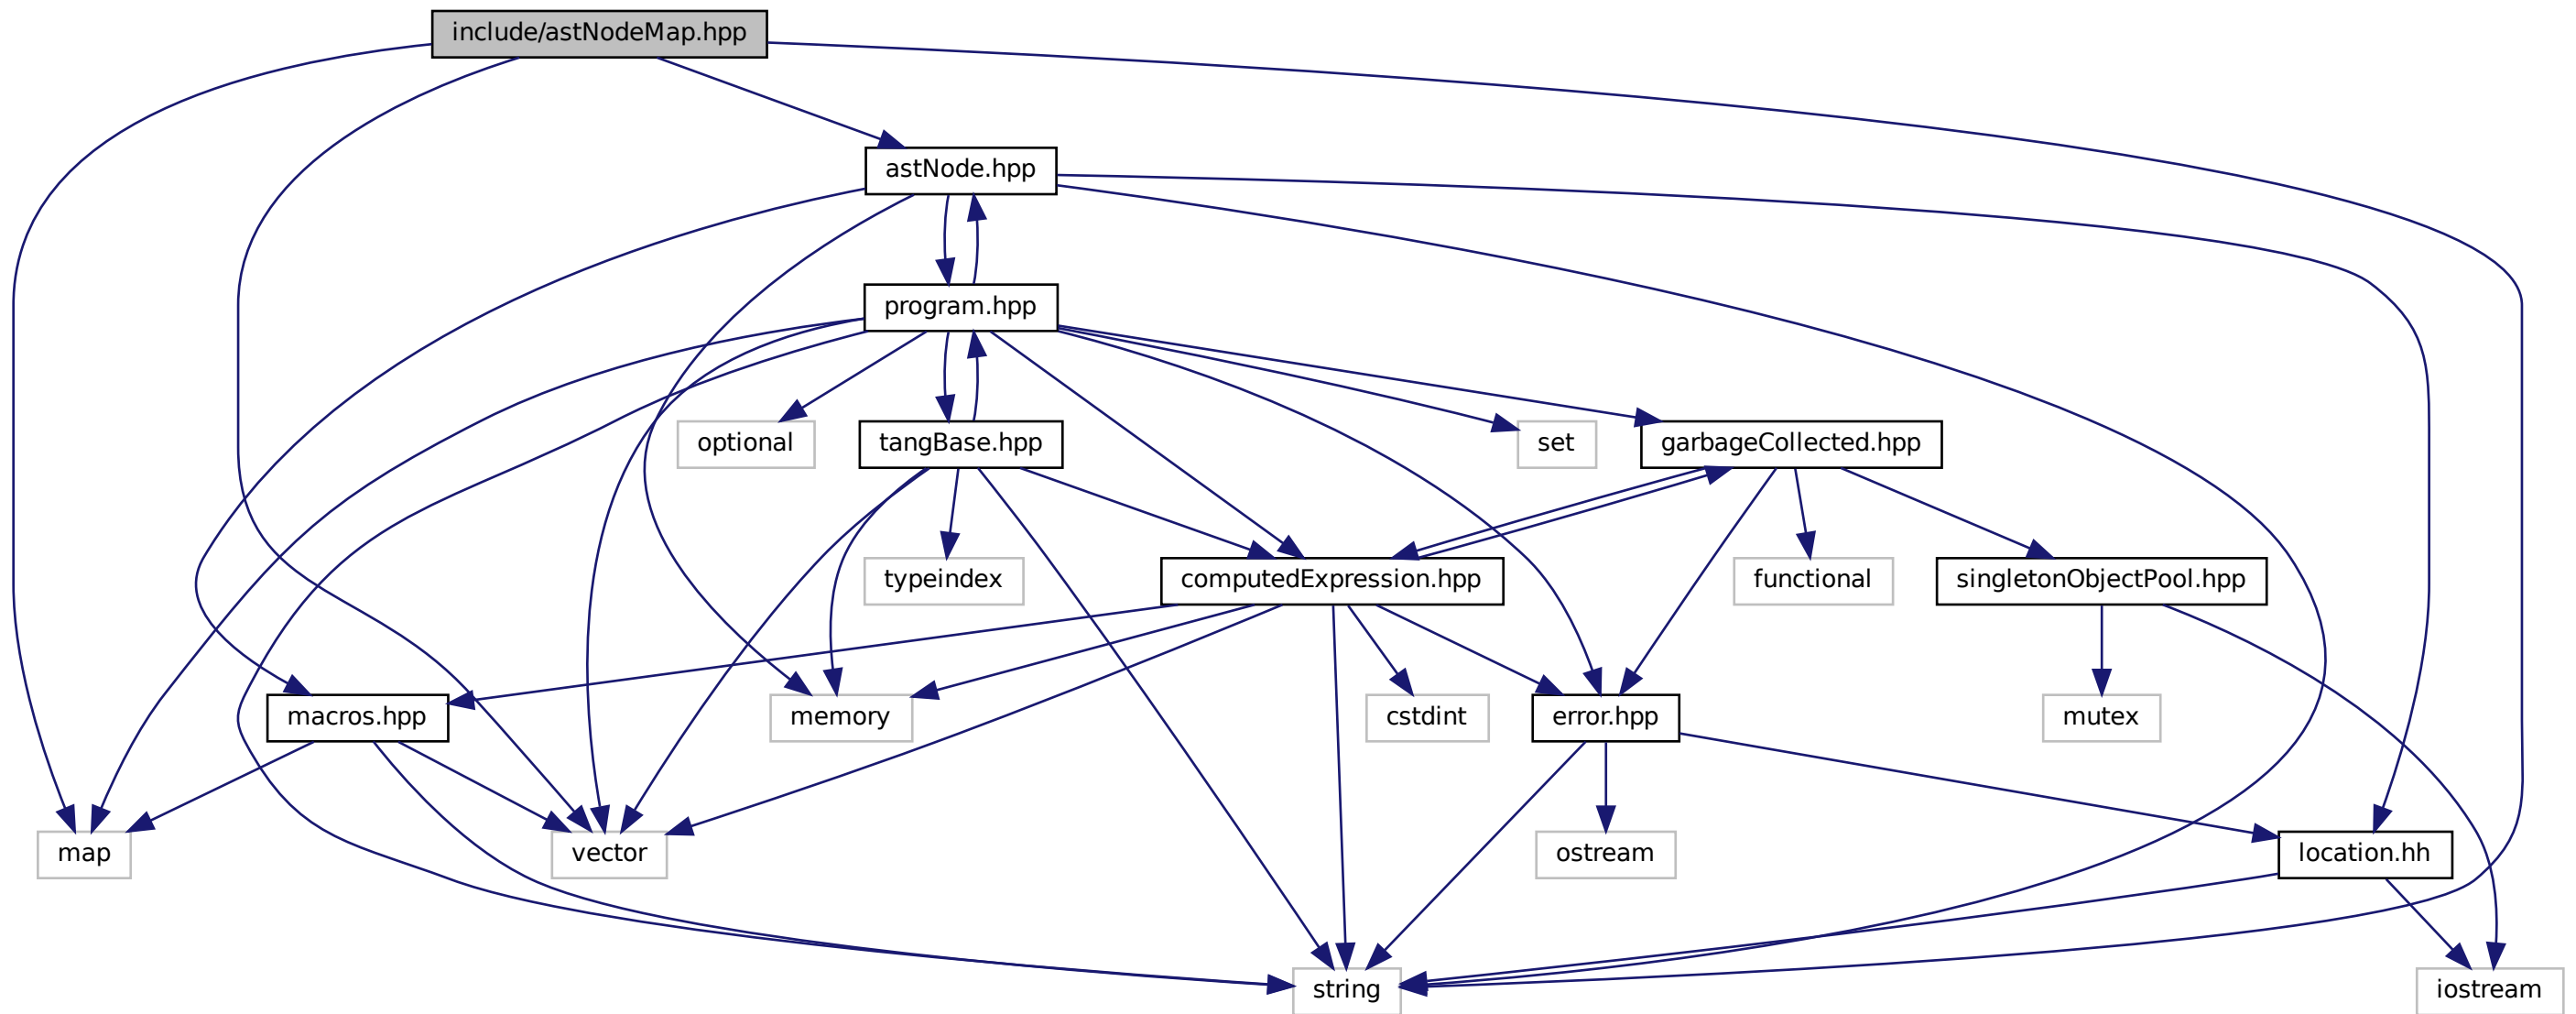 include/astNodeMap.hpp
astNode.hpp
program.hpp
optional
tangBase.hpp
set
garbageCollected.hpp
typeindex
computedExpression.hpp
functional
singletonObjectPool.hpp
macros.hpp
memory
cstdint
error.hpp
mutex
map
vector
ostream
location.hh
string
iostream